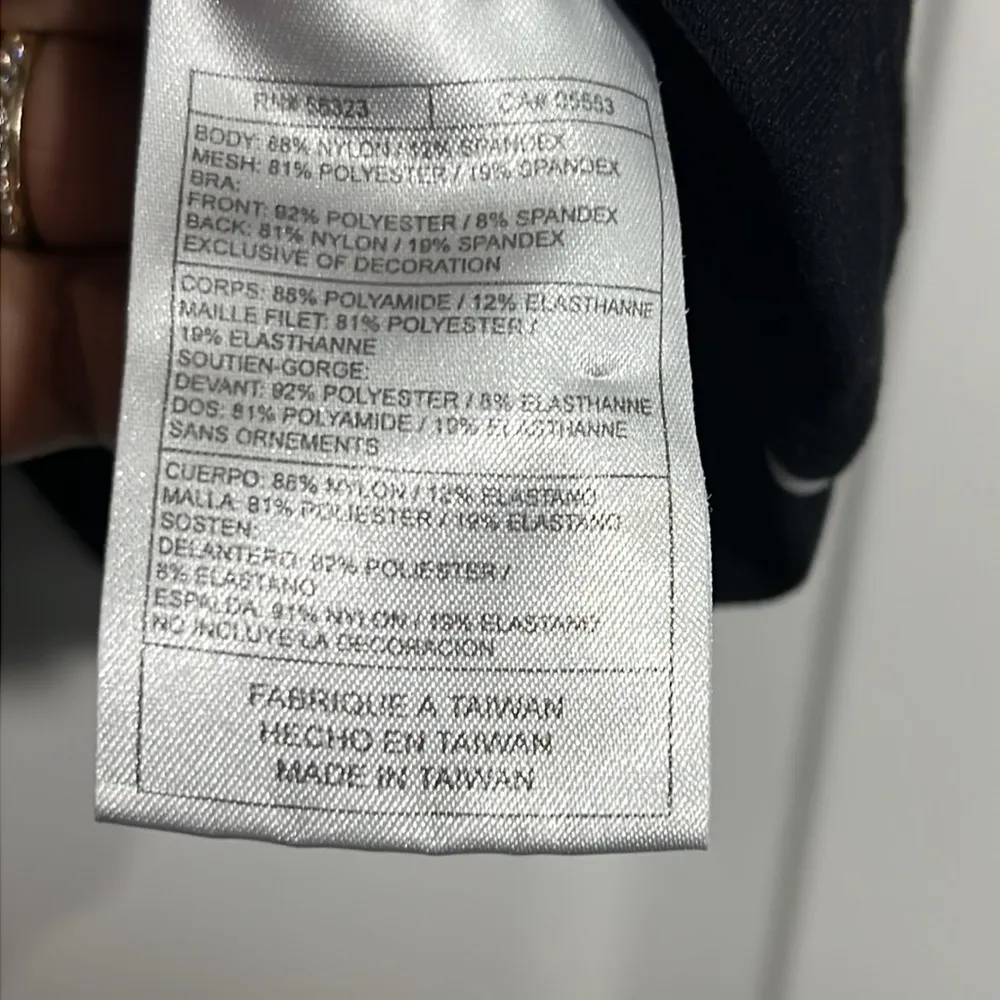 RN# 56323 CA# 05553
BODY: 88% NYLON / 12% SPANDEX
MESH: 81% POLYESTER / 19% SPANDEX
BRA:
FRONT: 92% POLYESTER / 8% SPANDEX
BACK: 81% NYLON / 19% SPANDEX
EXCLUSIVE OF DECORATION
CORPS: 88% POLYAMIDE / 12% ELASTHANNE
MAILLE FILET: 81% POLYESTER /
19% ELASTHANNE
SOUTIEN-GORGE:
DEVANT: 92% POLYESTER / 8% ELASTHANNE
DOS: 81% POLYAMIDE / 19% ELASTHANNE
SANS ORNEMENTS
CUERPO: 88% NYLON / 12% ELASTANO
MALLA: 81% POLIESTER / 19% ELASTANO
SOSTEN:
DELANTERO: 92% POLIESTER /
8% ELASTANO
ESPALDA: 81% NYLON / 19% ELASTANO
NO INCLUYE LA DECORACION
FABRIQUE A TAIWAN
HECHO EN TAIWAN
MADE IN TAIWAN